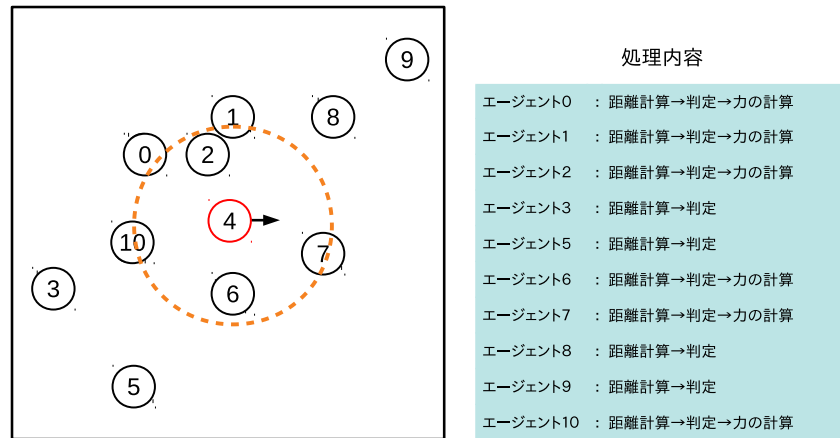 9
1
8
0
2
4
10
7
3
6
5
処理内容
エージェント0 : 距離計算→判定→力の計算
エージェント1 : 距離計算→判定→力の計算
エージェント2 : 距離計算→判定→力の計算
エージェント3 : 距離計算→判定
エージェント5 : 距離計算→判定
エージェント6 : 距離計算→判定→力の計算
エージェント7 : 距離計算→判定→力の計算
エージェント8 : 距離計算→判定
エージェント9 : 距離計算→判定
エージェント10 : 距離計算→判定→力の計算